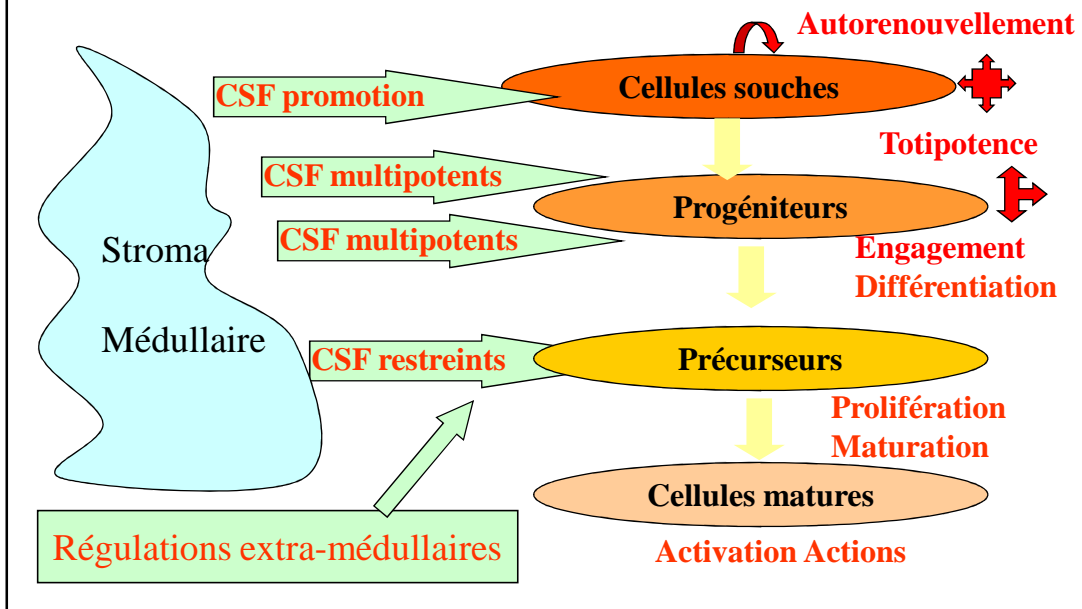 Autorenouvellement
CSF promotion
Cellules souches
Totipotence
CSF multipotents
Progéniteurs
CSF multipotents
Engagement
Différentiation
Stroma
Médullaire
CSF restreints
Précurseurs
Prolifération
Maturation
Cellules matures
Régulations extra-médullaires
Activation Actions